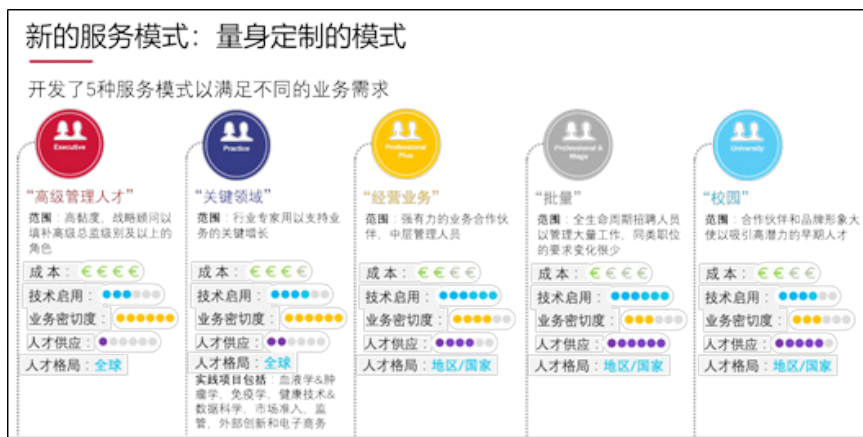 新的服务模式：量身定制的模式
开发了5种服务模式以满足不同的业务需求
Executive
“高级管理人才”
范围：高黏度，战略顾问以
填补高级总监级别及以上的
角色
成本：€€€€
技术启用：
业务密切度：
人才供应：
人才格局：全球
Practice
“关键领域”
范围：行业专家用以支持业
务的关键增长
成本：€€€€
技术启用：
业务密切度：
人才供应：
人才格局：全球
实践项目包括：血液学&肿
瘤学，免疫学，健康技术&
数据科学，市场准入，监
管，外部创新和电子商务
Professional
Plus
“经营业务”
范围：强有力的业务合作伙
伴，中层管理人员
成本：€€€€
技术启用：
业务密切度：
人才供应：
人才格局：地区/国家
Professional &
Wage
“批量”
范围：全生命周期招聘人员
以管理大量工作，同类职位
的要求变化很少
成本：€€€€
技术启用：
业务密切度：
人才供应：
人才格局：地区/国家
University
“校园”
范围：合作伙伴和品牌形象大
使以吸引高潜力的早期人才
成本：€€€€
技术启用：
业务密切度：
人才供应：
人才格局：地区/国家